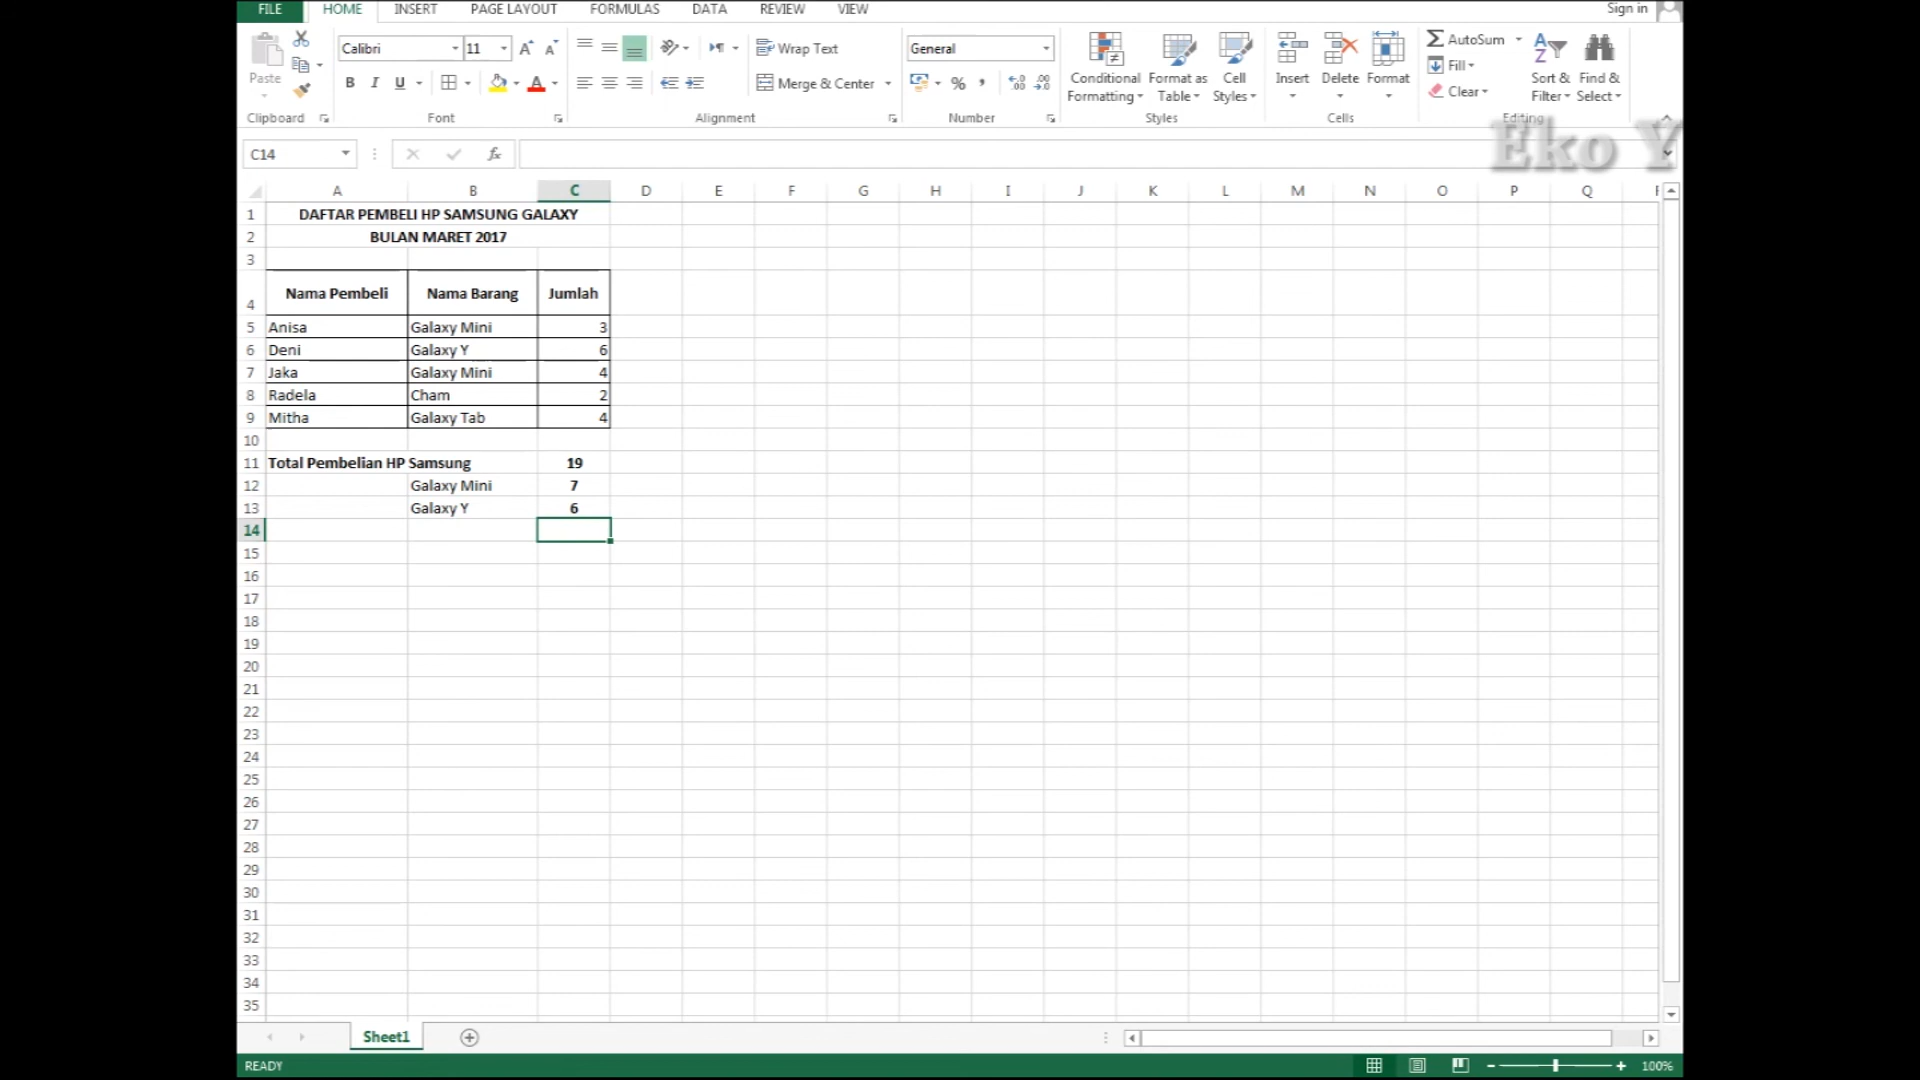 FILE HOME INSERT PAGE LAYOUT FORMULAS DATA REVIEW VIEW Sign in
Paste Calibri 11 Wrap Text General Conditional Formatting Format as Table Cell Styles Insert Delete Format AutoSum Fill Clear Sort & Filter Find & Select
B I U A Merge & Center %
Clipboard Font Alignment Number Styles Cells Editing
Eko Y
C14 fx
A B C D E F G H I J K L M N O P Q
1 DAFTAR PEMBELI HP SAMSUNG GALAXY
2 BULAN MARET 2017
3
4 Nama Pembeli Nama Barang Jumlah
5 Anisa Galaxy Mini 3
6 Deni Galaxy Y 6
7 Jaka Galaxy Mini 4
8 Radela Cham 2
9 Mitha Galaxy Tab 4
10
11 Total Pembelian HP Samsung 19
12 Galaxy Mini 7
13 Galaxy Y 6
14
15
16
17
18
19
20
21
22
23
24
25
26
27
28
29
30
31
32
33
34
35
Sheet1
READY 100%